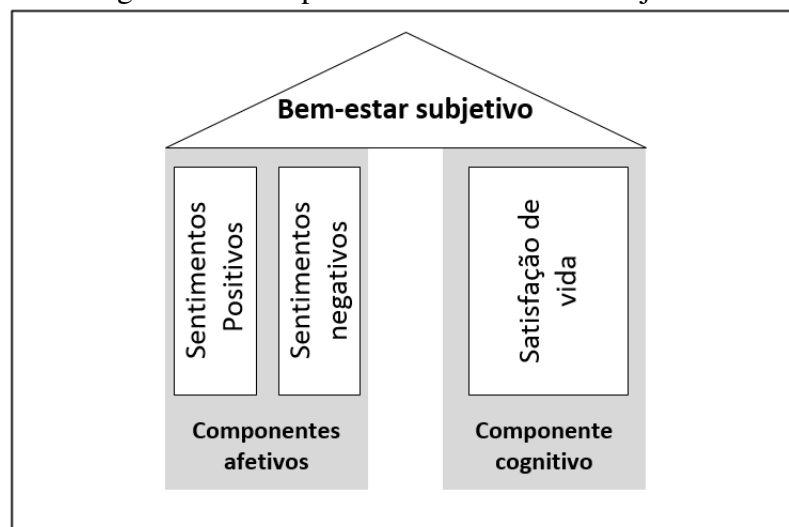 Bem-estar subjetivo
Sentimentos
Positivos
Sentimentos
negativos
Satisfação de
vida
Componentes
afetivos
Componente
cognitivo